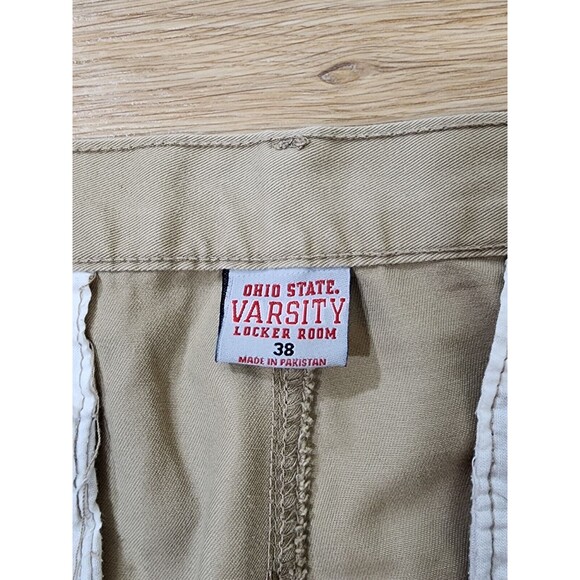 OHIO STATE.
VARSITY
LOCKER ROOM
38
MADE IN PAKISTAN